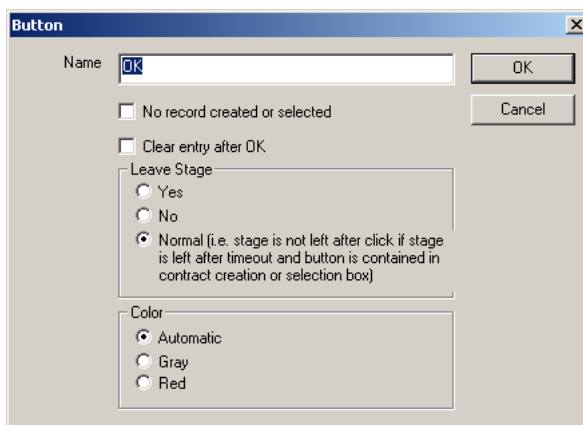 Button
Name
OK
OK
No record created or selected
Cancel
Clear entry after OK
Leave Stage
Yes
No
Normal (i.e. stage is not left after click if stage
is left after timeout and button is contained in
contract creation or selection box)
Color
Automatic
Gray
Red